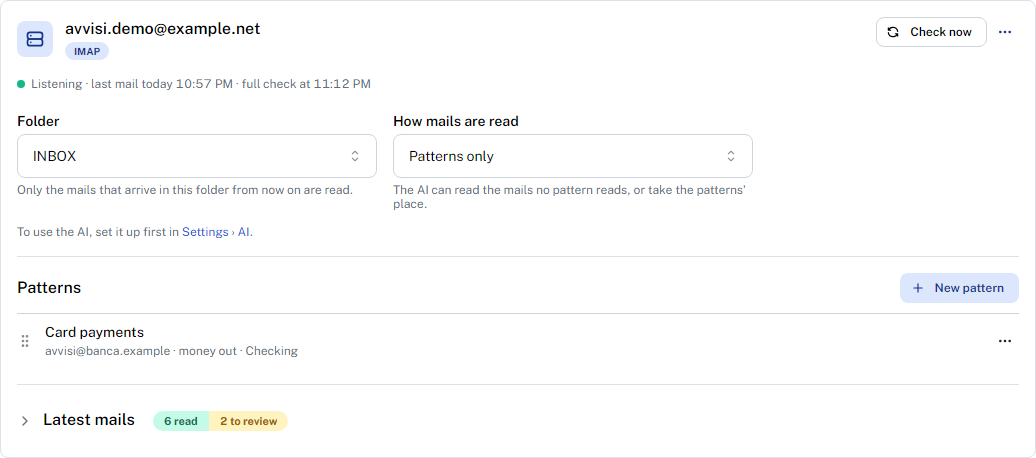 avvisi.demo@example.net
Check now
IMAP
Listening · last mail today 10:57 PM · full check at 11:12 PM
Folder
How mails are read
INBOX
Patterns only
Only the mails that arrive in this folder from now on are read.
The AI can read the mails no pattern reads, or take the patterns'
place.
To use the AI, set it up first in Settings › AI.
Patterns
New pattern
Card payments
avvisi@banca.example · money out · Checking
Latest mails
6 read
2 to review